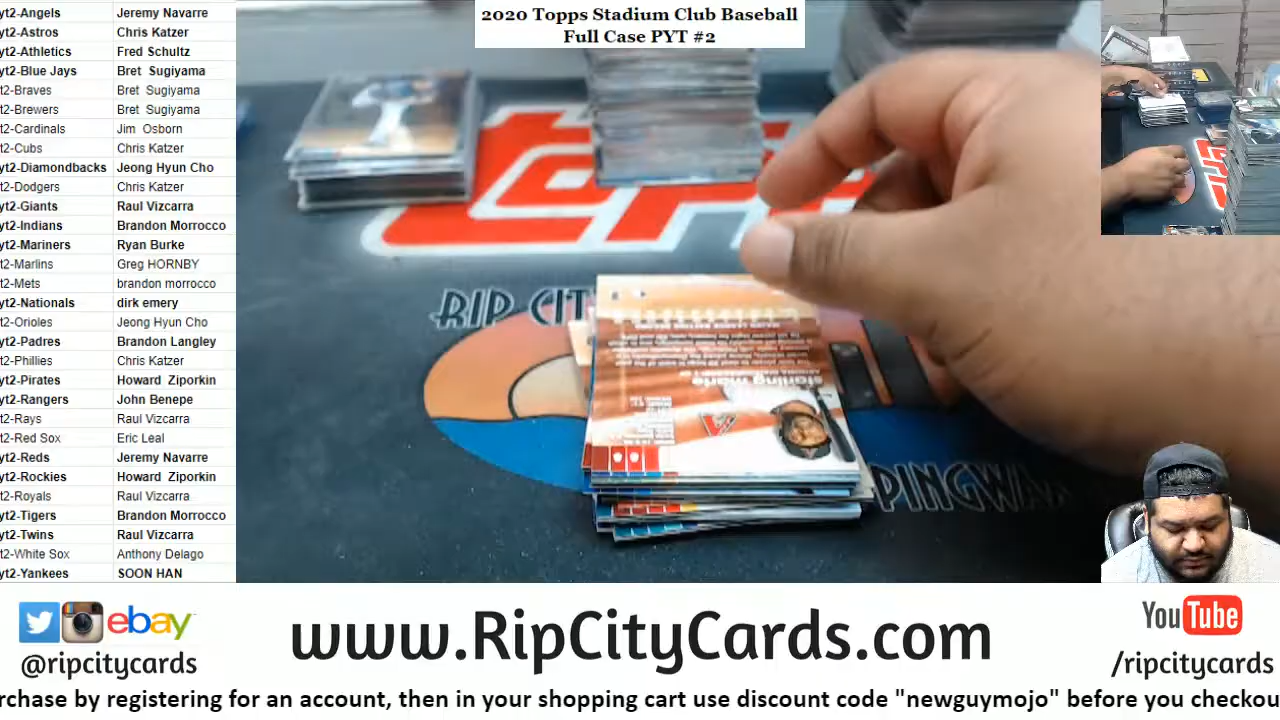 2020 Topps Stadium Club Baseball
Full Case PYT #2
yt2-Angels Jeremy Navarre
yt2-Astros Chris Katzer
yt2-Athletics Fred Schultz
yt2-Blue Jays Bret Sugiyama
t2-Braves Bret Sugiyama
t2-Brewers Bret Sugiyama
t2-Cardinals Jim Osborn
t2-Cubs Chris Katzer
yt2-Diamondbacks Jeong Hyun Cho
t2-Dodgers Chris Katzer
yt2-Giants Raul Vizcarra
yt2-Indians Brandon Morrocco
yt2-Mariners Ryan Burke
t2-Marlins Greg HORNBY
t2-Mets brandon morrocco
yt2-Nationals dirk emery
t2-Orioles Jeong Hyun Cho
yt2-Padres Brandon Langley
t2-Phillies Chris Katzer
yt2-Pirates Howard Ziporkin
yt2-Rangers John Benepe
t2-Rays Raul Vizcarra
t2-Red Sox Eric Leal
yt2-Reds Jeremy Navarre
yt2-Rockies Howard Ziporkin
t2-Royals Raul Vizcarra
yt2-Tigers Brandon Morrocco
yt2-Twins Raul Vizcarra
t2-White Sox Anthony Delago
yt2-Yankees SOON HAN
RIP CIT
starling marte
PINGWA
ebay
@ripcitycards
www.RipCityCards.com
YouTube
/ripcitycards
rchase by registering for an account, then in your shopping cart use discount code "newguymojo" before you checkou